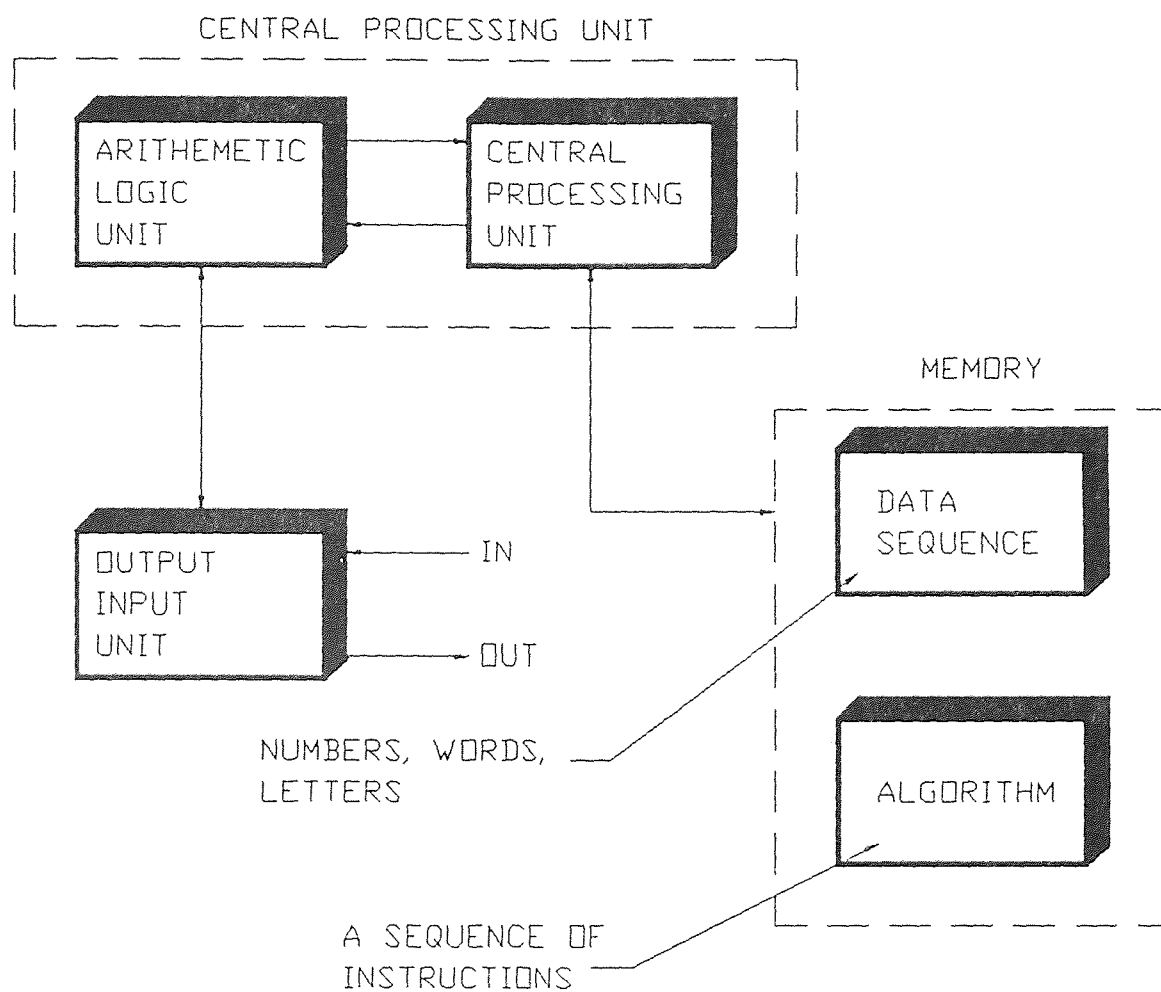 CENTRAL PROCESSING UNIT
ARITHEMETIC
LOGIC
UNIT
CENTRAL
PROCESSING
UNIT
MEMORY
DATA
SEQUENCE
OUTPUT
INPUT
UNIT
IN
OUT
NUMBERS, WORDS,
LETTERS
ALGORITHM
A SEQUENCE OF
INSTRUCTIONS